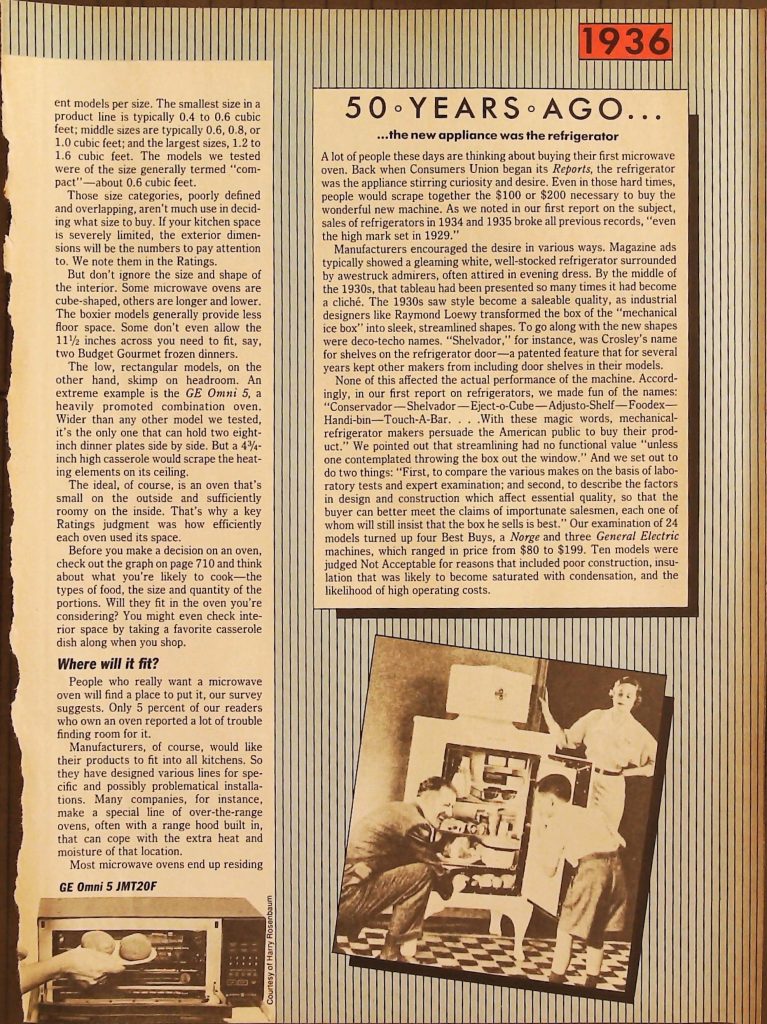 1936
ent models per size. The smallest size in a
product line is typically 0.4 to 0.6 cubic
feet; middle sizes are typically 0.6, 0.8, or
1.0 cubic feet; and the largest sizes, 1.2 to
1.6 cubic feet. The models we tested
were of the size generally termed "com-
pact"—about 0.6 cubic feet.
Those size categories, poorly defined
and overlapping, aren't much use in decid-
ing what size to buy. If your kitchen space
is severely limited, the exterior dimen-
sions will be the numbers to pay attention
to. We note them in the Ratings.
But don't ignore the size and shape of
the interior. Some microwave ovens are
cube-shaped, others are longer and lower.
The boxier models generally provide less
floor space. Some don't even allow the
11½ inches across you need to fit, say,
two Budget Gourmet frozen dinners.
The low, rectangular models, on the
other hand, skimp on headroom. An
extreme example is the GE Omni 5, a
heavily promoted combination oven.
Wider than any other model we tested,
it's the only one that can hold two eight-
inch dinner plates side by side. But a 4¾-
inch high casserole would scrape the heat-
ing elements on its ceiling.
The ideal, of course, is an oven that's
small on the outside and sufficiently
roomy on the inside. That's why a key
Ratings judgment was how efficiently
each oven used its space.
Before you make a decision on an oven,
check out the graph on page 710 and think
about what you're likely to cook—the
types of food, the size and quantity of the
portions. Will they fit in the oven you're
considering? You might even check inte-
rior space by taking a favorite casserole
dish along when you shop.
Where will it fit?
People who really want a microwave
oven will find a place to put it, our survey
suggests. Only 5 percent of our readers
who own an oven reported a lot of trouble
finding room for it.
Manufacturers, of course, would like
their products to fit into all kitchens. So
they have designed various lines for spe-
cific and possibly problematical installa-
tions. Many companies, for instance,
make a special line of over-the-range
ovens, often with a range hood built in,
that can cope with the extra heat and
moisture of that location.
Most microwave ovens end up residing
GE Omni 5 JMT20F
Courtesy of Harry Rosenbaum
50 ∘ YEARS ∘ AGO...
...the new appliance was the refrigerator
A lot of people these days are thinking about buying their first microwave
oven. Back when Consumers Union began its Reports, the refrigerator
was the appliance stirring curiosity and desire. Even in those hard times,
people would scrape together the $100 or $200 necessary to buy the
wonderful new machine. As we noted in our first report on the subject,
sales of refrigerators in 1934 and 1935 broke all previous records, "even
the high mark set in 1929."
Manufacturers encouraged the desire in various ways. Magazine ads
typically showed a gleaming white, well-stocked refrigerator surrounded
by awestruck admirers, often attired in evening dress. By the middle of
the 1930s, that tableau had been presented so many times it had become
a cliché. The 1930s saw style become a saleable quality, as industrial
designers like Raymond Loewy transformed the box of the "mechanical
ice box" into sleek, streamlined shapes. To go along with the new shapes
were deco-techo names. "Shelvador," for instance, was Crosley's name
for shelves on the refrigerator door—a patented feature that for several
years kept other makers from including door shelves in their models.
None of this affected the actual performance of the machine. Accord-
ingly, in our first report on refrigerators, we made fun of the names:
"Conservador—Shelvador—Eject-o-Cube—Adjusto-Shelf—Foodex—
Handi-bin—Touch-A-Bar. . . .With these magic words, mechanical-
refrigerator makers persuade the American public to buy their prod-
uct." We pointed out that streamlining had no functional value "unless
one contemplated throwing the box out the window." And we set out to
do two things: "First, to compare the various makes on the basis of labo-
ratory tests and expert examination; and second, to describe the factors
in design and construction which affect essential quality, so that the
buyer can better meet the claims of importunate salesmen, each one of
whom will still insist that the box he sells is best." Our examination of 24
models turned up four Best Buys, a Norge and three General Electric
machines, which ranged in price from $80 to $199. Ten models were
judged Not Acceptable for reasons that included poor construction, insu-
lation that was likely to become saturated with condensation, and the
likelihood of high operating costs.